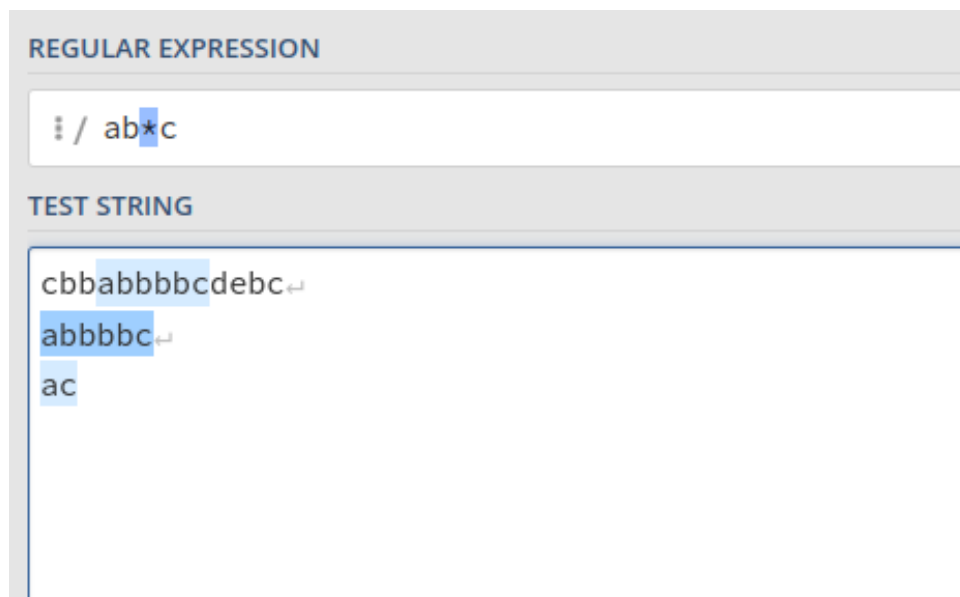 REGULAR EXPRESSION
/ ab*c
TEST STRING
cbbabbbbcdebc↵
abbbbc↵
ac